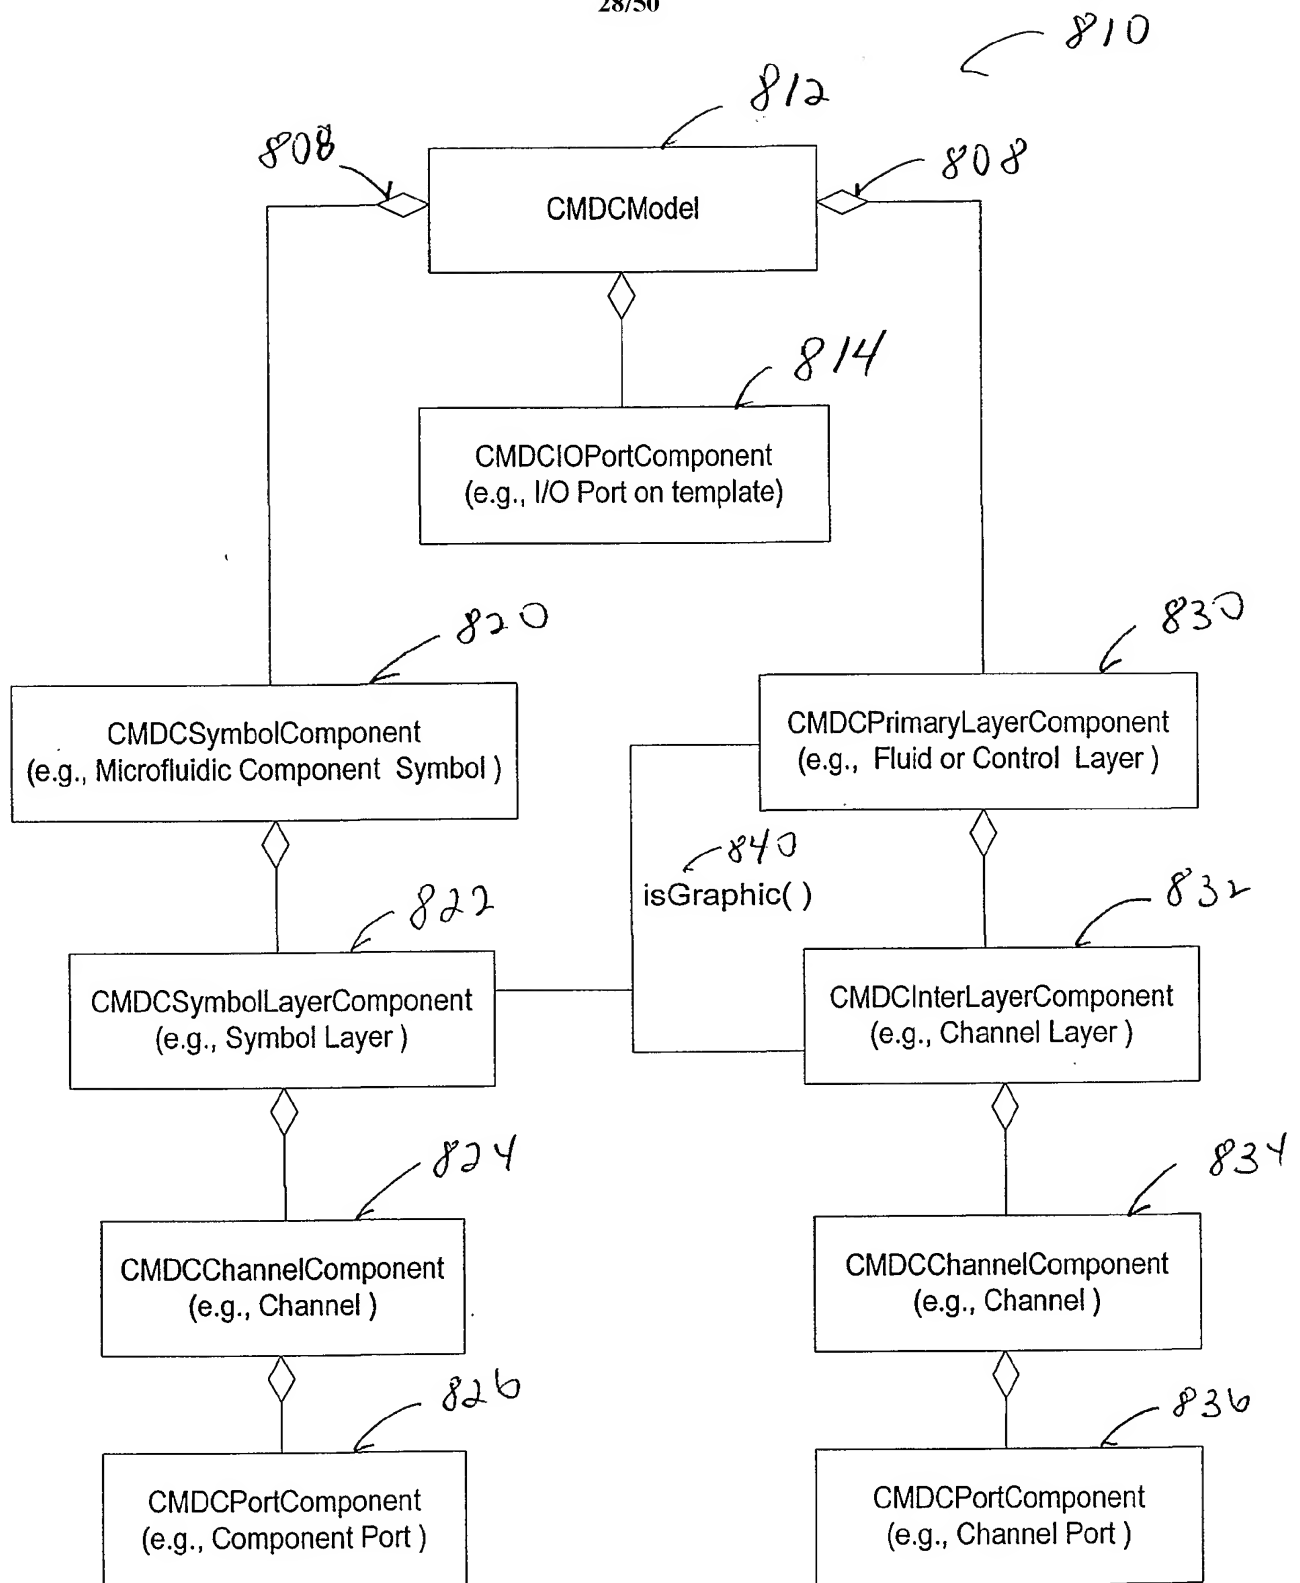 28/50
810
812
808
808
CMDCModel
814
CMDCIOPortComponent
(e.g., I/O Port on template)
820
830
CMDCSymbolComponent
(e.g., Microfluidic Component Symbol )
CMDCPrimaryLayerComponent
(e.g., Fluid or Control Layer )
840
isGraphic( )
822
832
CMDCSymbolLayerComponent
(e.g., Symbol Layer )
CMDCInterLayerComponent
(e.g., Channel Layer )
824
834
CMDCChannelComponent
(e.g., Channel )
CMDCChannelComponent
(e.g., Channel )
826
836
CMDCPortComponent
(e.g., Component Port )
CMDCPortComponent
(e.g., Channel Port )